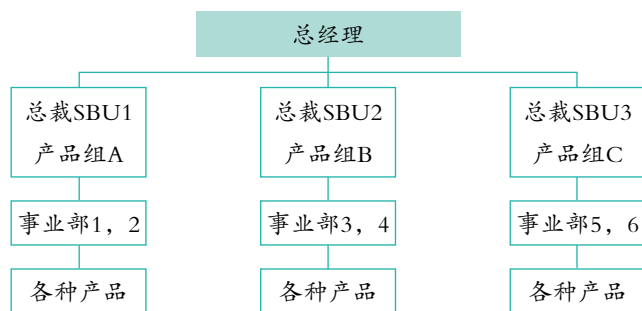 总经理
总裁SBU1
产品组A
总裁SBU2
产品组B
总裁SBU3
产品组C
事业部1，2
事业部3，4
事业部5，6
各种产品
各种产品
各种产品